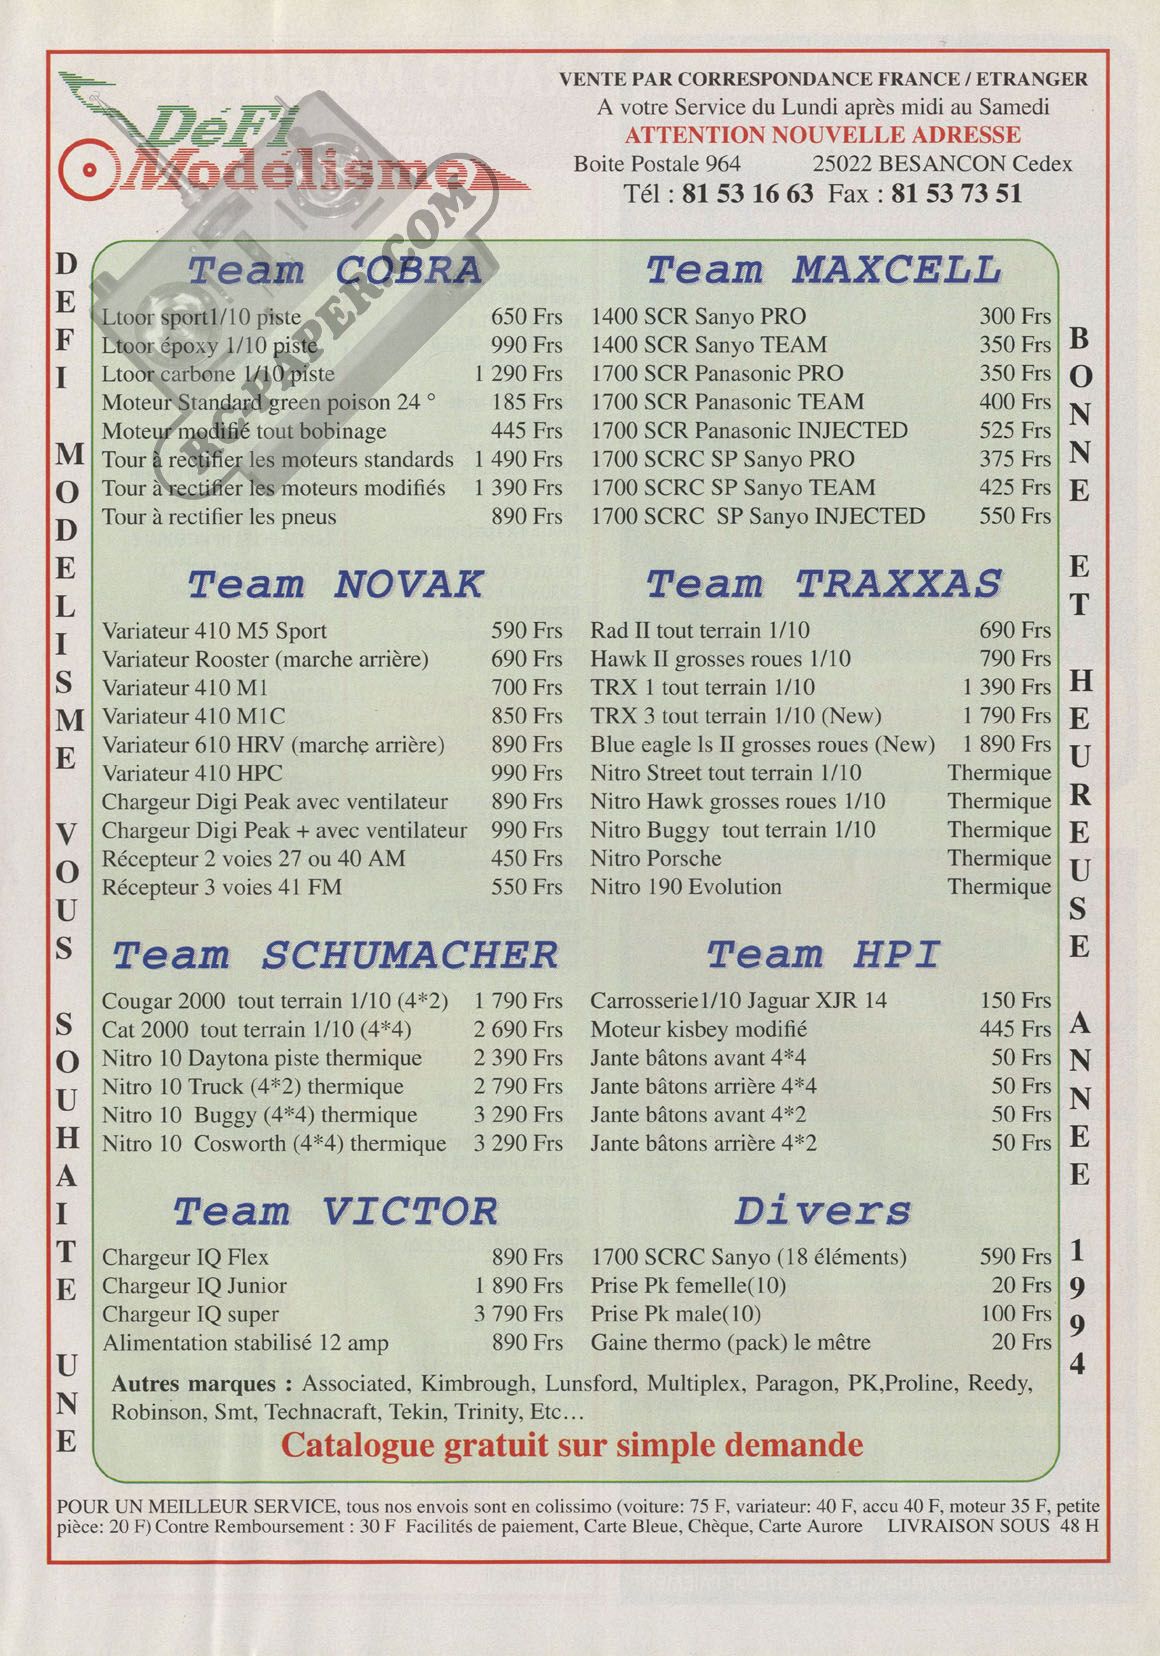 DéFi
Modélisme
VENTE PAR CORRESPONDANCE FRANCE / ETRANGER
A votre Service du Lundi après midi au Samedi
ATTENTION NOUVELLE ADRESSE
Boite Postale 964 25022 BESANCON Cedex
Tél : 81 53 16 63 Fax : 81 53 73 51
RC-PAPER.COM
DEFI MODELISME VOUS SOUHAITE UNE
Team COBRA
Ltoor sport1/10 piste 650 Frs
Ltoor époxy 1/10 piste 990 Frs
Ltoor carbone 1/10 piste 1 290 Frs
Moteur Standard green poison 24 ° 185 Frs
Moteur modifié tout bobinage 445 Frs
Tour à rectifier les moteurs standards 1 490 Frs
Tour à rectifier les moteurs modifiés 1 390 Frs
Tour à rectifier les pneus 890 Frs
Team MAXCELL
1400 SCR Sanyo PRO 300 Frs
1400 SCR Sanyo TEAM 350 Frs
1700 SCR Panasonic PRO 350 Frs
1700 SCR Panasonic TEAM 400 Frs
1700 SCR Panasonic INJECTED 525 Frs
1700 SCRC SP Sanyo PRO 375 Frs
1700 SCRC SP Sanyo TEAM 425 Frs
1700 SCRC SP Sanyo INJECTED 550 Frs
Team NOVAK
Variateur 410 M5 Sport 590 Frs
Variateur Rooster (marche arrière) 690 Frs
Variateur 410 M1 700 Frs
Variateur 410 M1C 850 Frs
Variateur 610 HRV (marche arrière) 890 Frs
Variateur 410 HPC 990 Frs
Chargeur Digi Peak avec ventilateur 890 Frs
Chargeur Digi Peak + avec ventilateur 990 Frs
Récepteur 2 voies 27 ou 40 AM 450 Frs
Récepteur 3 voies 41 FM 550 Frs
Team TRAXXAS
Rad II tout terrain 1/10 690 Frs
Hawk II grosses roues 1/10 790 Frs
TRX 1 tout terrain 1/10 1 390 Frs
TRX 3 tout terrain 1/10 (New) 1 790 Frs
Blue eagle ls II grosses roues (New) 1 890 Frs
Nitro Street tout terrain 1/10 Thermique
Nitro Hawk grosses roues 1/10 Thermique
Nitro Buggy tout terrain 1/10 Thermique
Nitro Porsche Thermique
Nitro 190 Evolution Thermique
Team SCHUMACHER
Cougar 2000 tout terrain 1/10 (4*2) 1 790 Frs
Cat 2000 tout terrain 1/10 (4*4) 2 690 Frs
Nitro 10 Daytona piste thermique 2 390 Frs
Nitro 10 Truck (4*2) thermique 2 790 Frs
Nitro 10 Buggy (4*4) thermique 3 290 Frs
Nitro 10 Cosworth (4*4) thermique 3 290 Frs
Team HPI
Carrosserie1/10 Jaguar XJR 14 150 Frs
Moteur kisbey modifié 445 Frs
Jante bâtons avant 4*4 50 Frs
Jante bâtons arrière 4*4 50 Frs
Jante bâtons avant 4*2 50 Frs
Jante bâtons arrière 4*2 50 Frs
Team VICTOR
Chargeur IQ Flex 890 Frs
Chargeur IQ Junior 1 890 Frs
Chargeur IQ super 3 790 Frs
Alimentation stabilisé 12 amp 890 Frs
Divers
1700 SCRC Sanyo (18 éléments) 590 Frs
Prise Pk femelle(10) 20 Frs
Prise Pk male(10) 100 Frs
Gaine thermo (pack) le mêtre 20 Frs
BONNE ET HEUREUSE ANNEE 1994
Autres marques : Associated, Kimbrough, Lunsford, Multiplex, Paragon, PK,Proline, Reedy,
Robinson, Smt, Technacraft, Tekin, Trinity, Etc...
Catalogue gratuit sur simple demande
POUR UN MEILLEUR SERVICE, tous nos envois sont en colissimo (voiture: 75 F, variateur: 40 F, accu 40 F, moteur 35 F, petite
pièce: 20 F) Contre Remboursement : 30 F Facilités de paiement, Carte Bleue, Chèque, Carte Aurore LIVRAISON SOUS 48 H